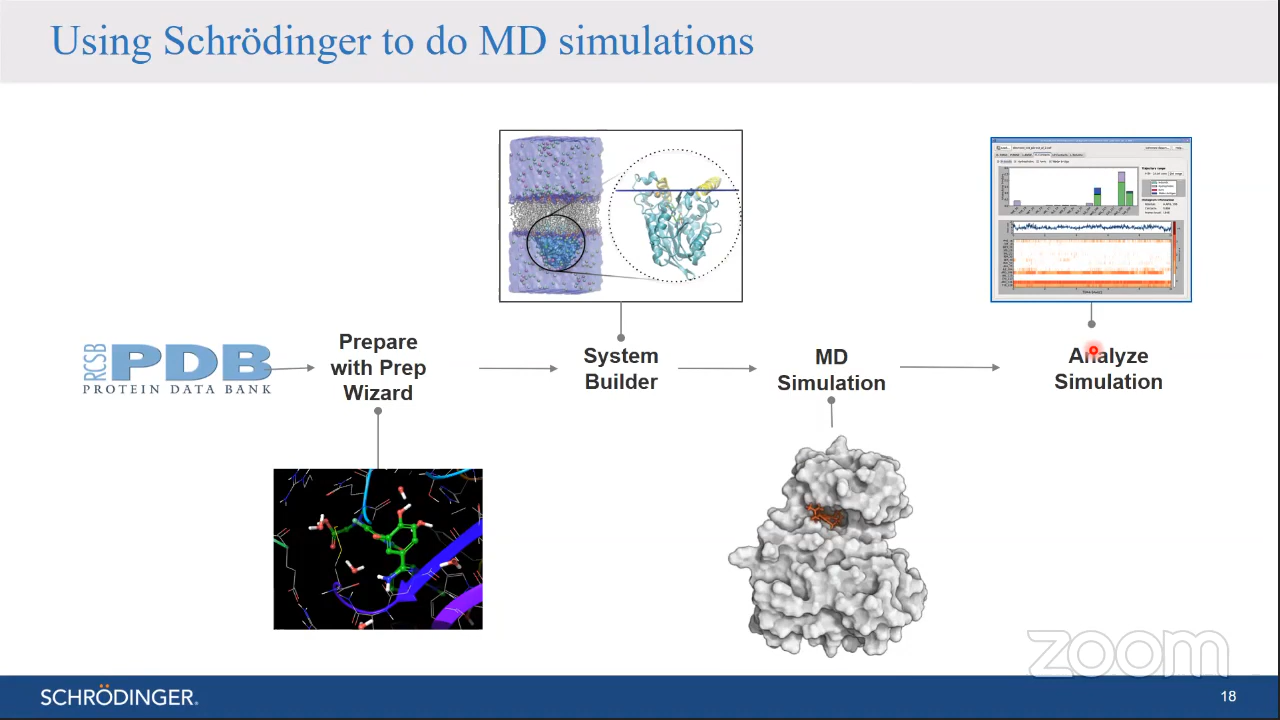 Using Schrödinger to do MD simulations
RCSB
PDB
PROTEIN DATA BANK
Prepare
with Prep
Wizard
System
Builder
MD
Simulation
Analyze
Simulation
zoom
SCHRÖDINGER.
18